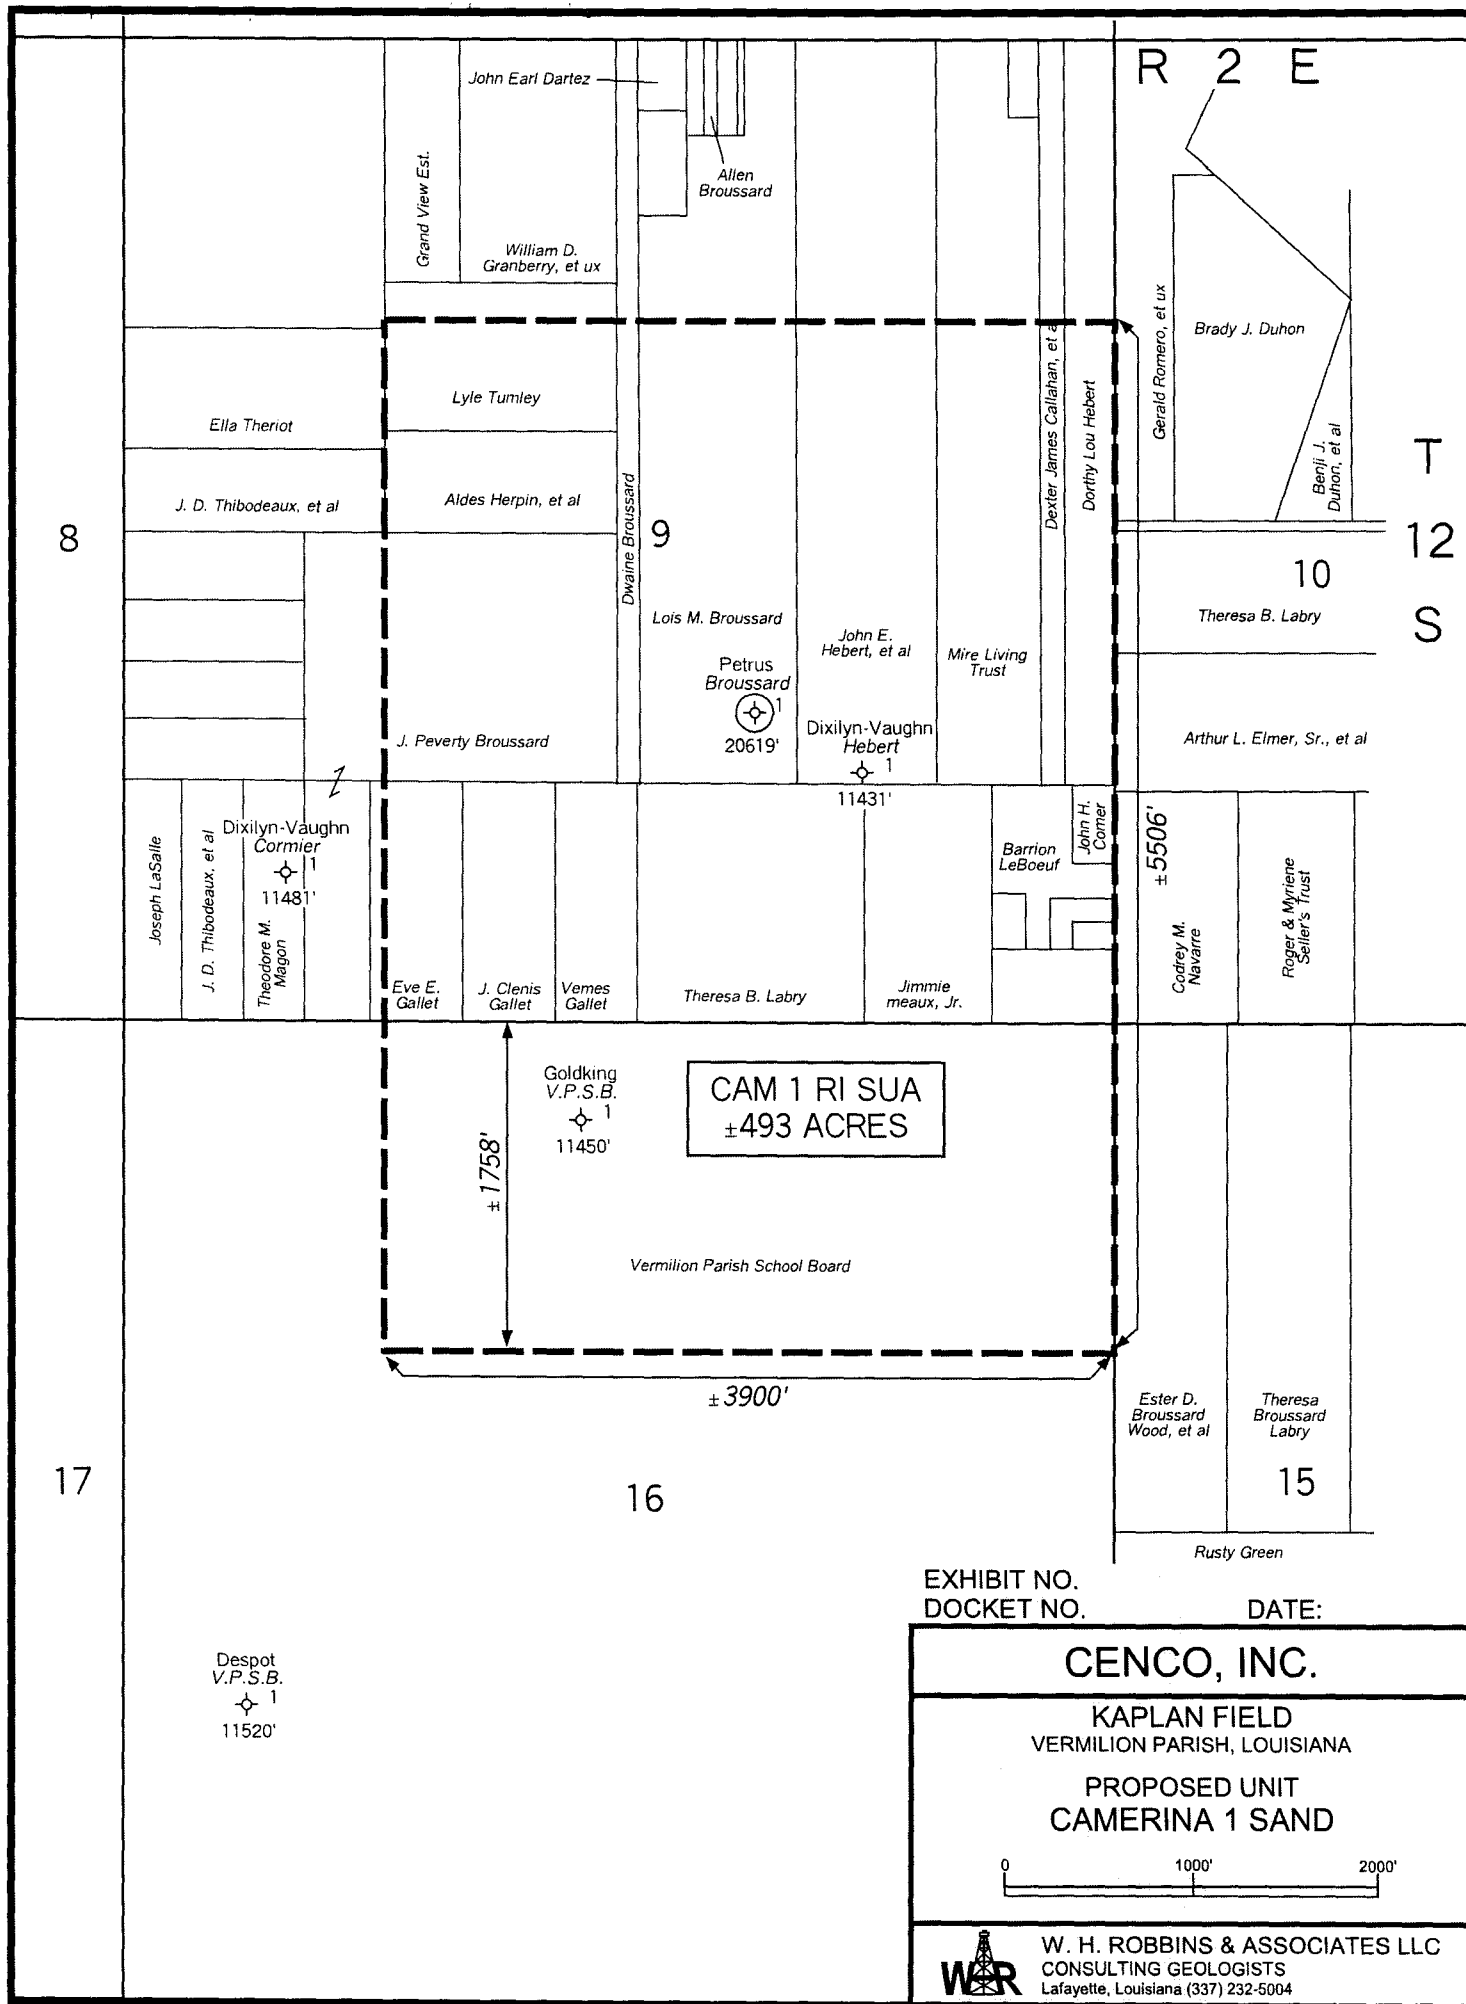 R 2 E
John Earl Dartez
Grand View Est.
Allen
Broussard
William D.
Granberry, et ux
Gerald Romero, et ux
Brady J. Duhon
Benji J.
Duhon, et al
T
12
S
Lyle Tumley
Ella Theriot
J. D. Thibodeaux, et al
Aldes Herpin, et al
Dwaine Broussard
Dexter James Callahan, et a
Dorthy Lou Hebert
8
9
10
Theresa B. Labry
Lois M. Broussard
John E.
Hebert, et al
Mire Living
Trust
Petrus
Broussard
1
20619'
Dixilyn-Vaughn
Hebert
1
11431'
J. Peverty Broussard
Arthur L. Elmer, Sr., et al
Z
Joseph LaSalle
J. D. Thibodeaux, et al
Dixilyn-Vaughn
Cormier
1
11481'
Theodore M.
Magon
Eve E.
Gallet
J. Clenis
Gallet
Vemes
Gallet
Theresa B. Labry
Jimmie
meaux, Jr.
Barrion
LeBoeuf
John H.
Comer
±5506'
Codrey M.
Navarre
Roger & Myriene
Seller's Trust
Goldking
V.P.S.B.
1
11450'
CAM 1 RI SUA
±493 ACRES
±1758'
Vermilion Parish School Board
±3900'
Ester D.
Broussard
Wood, et al
Theresa
Broussard
Labry
17
16
15
Rusty Green
Despot
V.P.S.B.
1
11520'
EXHIBIT NO.
DOCKET NO. DATE:
CENCO, INC.
KAPLAN FIELD
VERMILION PARISH, LOUISIANA
PROPOSED UNIT
CAMERINA 1 SAND
0 1000' 2000'
WR
W. H. ROBBINS & ASSOCIATES LLC
CONSULTING GEOLOGISTS
Lafayette, Louisiana (337) 232-5004